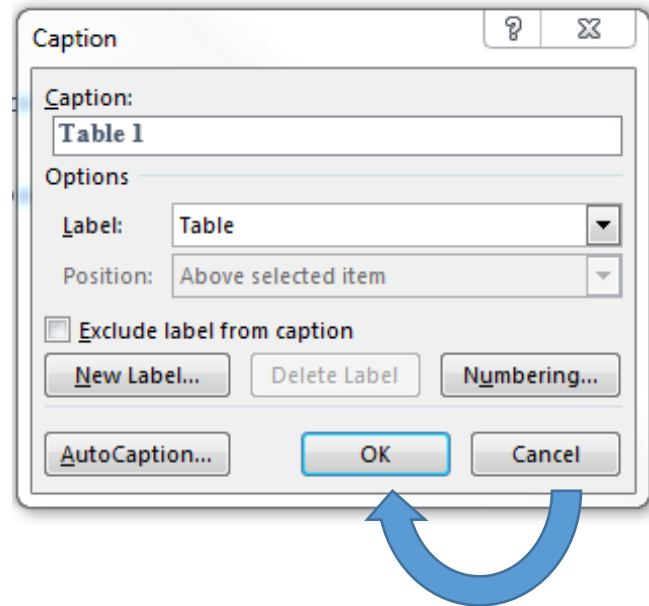 Caption
Caption:
Table 1
Options
Label: Table
Position: Above selected item
Exclude label from caption
New Label... Delete Label Numbering...
AutoCaption... OK Cancel